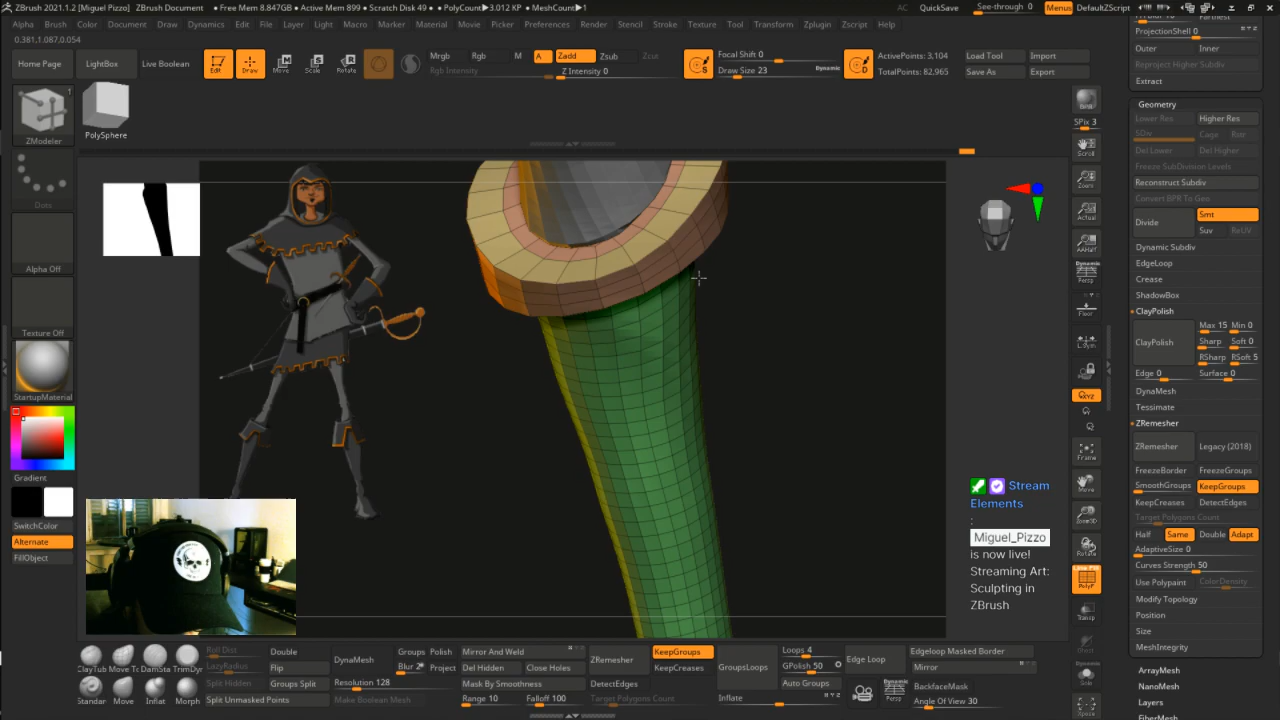 ZBrush 2021.1.2 [Miguel Pizzo] ZBrush Document ● Free Mem 8.847GB ● Active Mem 899 ● Scratch Disk 49 ● PolyCount▸3.012 KP ● MeshCount▸1
AC QuickSave See-through 0 Menus DefaultZScript
Alpha Brush Color Document Draw Dynamics Edit File Layer Light Macro Marker Material Movie Picker Preferences Render Stencil Stroke Texture Tool Transform Zplugin Zscript Help
0.381,1.087,0.054
Home Page LightBox Live Boolean
Edit Draw Move Scale Rotate
Mrgb Rgb M
Rgb Intensity
A Zadd Zsub Zcut
Z Intensity 0
Focal Shift 0
Draw Size 23 Dynamic
ActivePoints: 3,104
TotalPoints: 82,965
Load Tool Import
Save As Export
ZModeler
PolySphere
Dots
Alpha Off
Texture Off
StartupMaterial
Gradient
SwitchColor
Alternate
FillObject
BPR
SPix 3
Scroll
Zoom
Actual
AAHalf
Dynamic
Persp
Floor
L.Sym
XYZ
Frame
Move
Zoom3D
Rotate
Line Fill
PolyF
Transp
Dynamic
Solo
Xpose
ProjectionShell 0
Outer Inner
Reproject Higher Subdiv
Extract
Geometry
Lower Res Higher Res
SDiv Cage Rstr
Del Lower Del Higher
Freeze SubDivision Levels
Reconstruct Subdiv
Convert BPR To Geo
Divide Smt
Suv ReUV
Dynamic Subdiv
EdgeLoop
Crease
ShadowBox
ClayPolish
ClayPolish
Max 15 Min 0
Sharp Soft 0
RSharp RSoft 5
Edge 0 Surface 0
DynaMesh
Tessimate
ZRemesher
ZRemesher Legacy (2018)
FreezeBorder FreezeGroups
SmoothGroups KeepGroups
KeepCreases DetectEdges
Target Polygons Count
Half Same Double Adapt
AdaptiveSize 0
Curves Strength 50
Use Polypaint ColorDensity
Modify Topology
Position
Size
MeshIntegrity
ArrayMesh
NanoMesh
Layers
FiberMesh
Stream
Elements
:
Miguel_Pizzo
is now live!
Streaming Art:
Sculpting in
ZBrush
ClayTub Move To DamSta TrimDyr
Standar Move Inflat Morph
Roll Dist
LazyRadius
Split Hidden
Split Unmasked Points
Double
Flip
Groups Split
DynaMesh
Resolution 128
Groups Polish
Blur 2 Project
Make Boolean Mesh
Mirror And Weld
Del Hidden Close Holes
Mask By Smoothness
Range 10 Falloff 100
ZRemesher
DetectEdges
Target Polygons Count
KeepGroups
KeepCreases
GroupsLoops
Inflate
Loops 4
GPolish 50
Auto Groups
Edge Loop
Edgeloop Masked Border
Mirror
BackfaceMask
Persp
Angle Of View 30